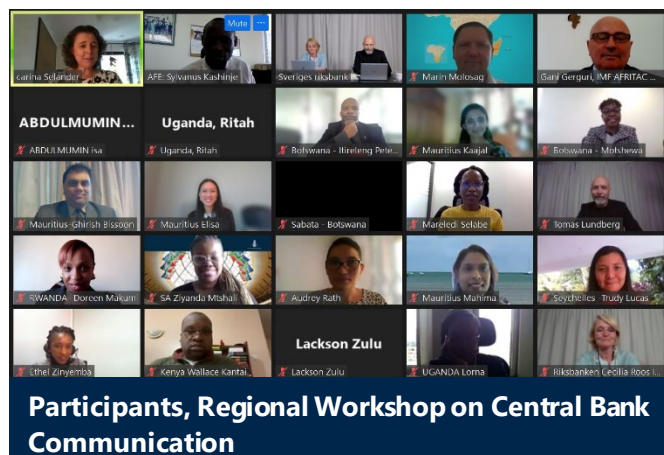 Mute ...
carina Selander
AFE: Sylvanus Kashinje
Sveriges riksbank
Marin Molosag
Gani Gerguri, IMF AFRITAC ...
ABDULMUMIN...
Uganda, Ritah
ABDULMUMIN isa
Uganda, Ritah
Botswana - Itireleng Pete...
Mauritius Kaajal
Botswana - Motshewa
Mauritius-Ghirish Bissoon
Mauritius Elisa
Sabata - Botswana
Mareledi Selabe
Tomas Lundberg
RWANDA- Doreen Makum
SA Ziyanda Mtshali
Audrey Rath
Mauritius Mahima
Seychelles - Trudy Lucas
Lackson Zulu
Ethel Zinyemba
Kenya Wallace Kantai
Lackson Zulu
UGANDA Lorna
Riksbanken Cecilia Roos I...
Participants, Regional Workshop on Central Bank
Communication